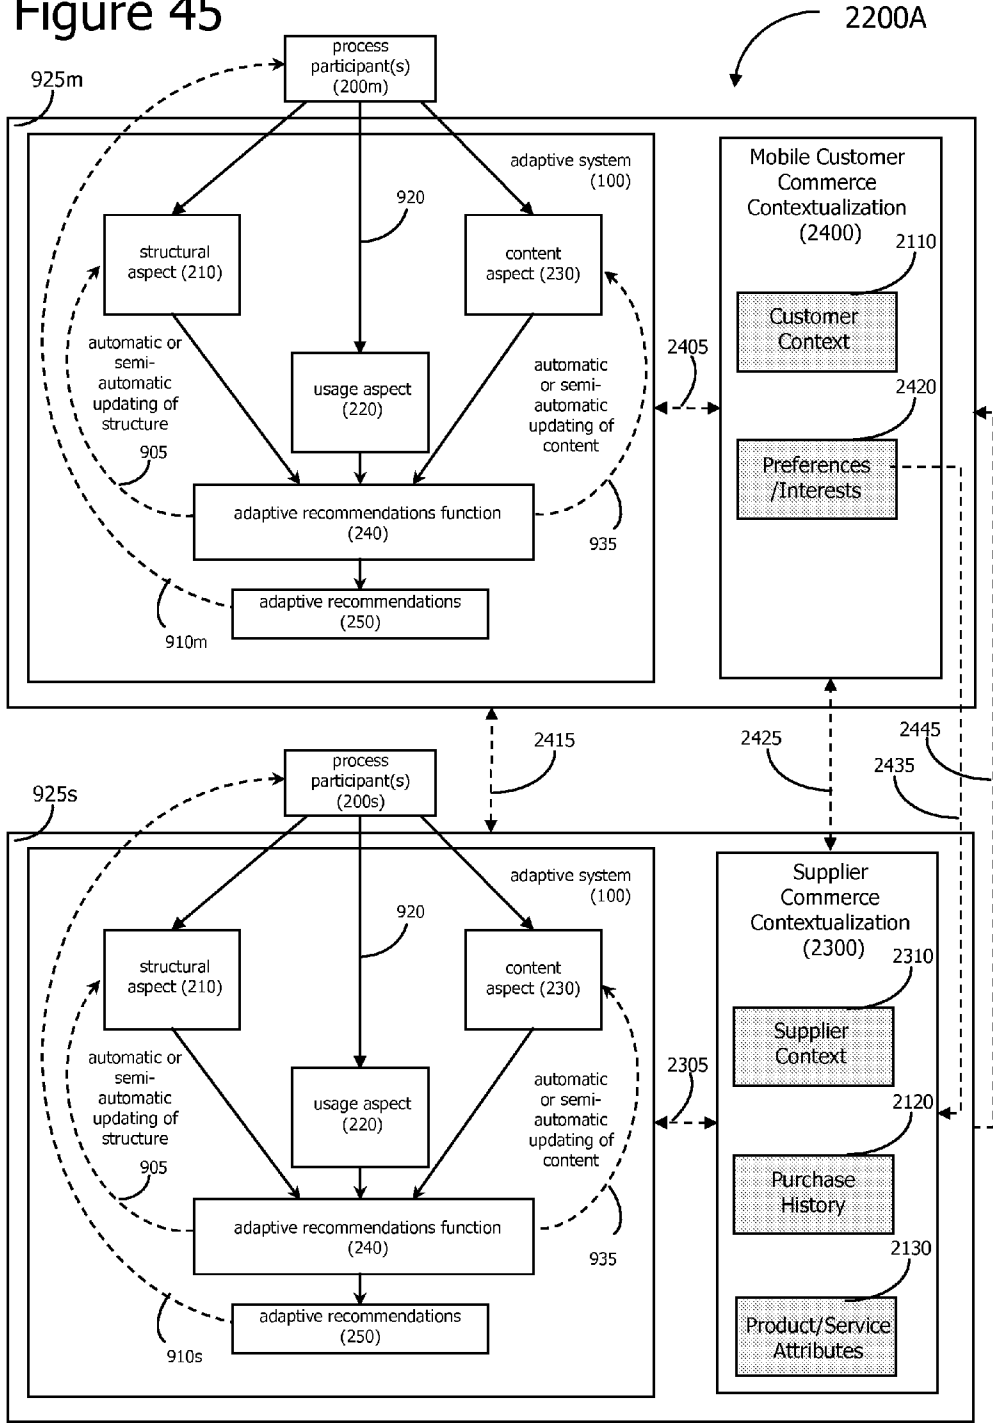 Figure 45
2200A
process
participant(s)
(200m)
925m
adaptive system
(100)
920
structural
aspect (210)
content
aspect (230)
automatic or
semi-
automatic
updating of
structure
905
usage aspect
(220)
automatic
or semi-
automatic
updating of
content
935
adaptive recommendations function
(240)
adaptive recommendations
(250)
910m
2405
Mobile Customer
Commerce
Contextualization
(2400)
2110
Customer
Context
2420
Preferences
/Interests
2415
2425
2445
2435
process
participant(s)
(200s)
925s
adaptive system
(100)
920
structural
aspect (210)
content
aspect (230)
automatic or
semi-
automatic
updating of
structure
905
usage aspect
(220)
automatic
or semi-
automatic
updating of
content
935
adaptive recommendations function
(240)
adaptive recommendations
(250)
910s
2305
Supplier
Commerce
Contextualization
(2300)
2310
Supplier
Context
2120
Purchase
History
2130
Product/Service
Attributes